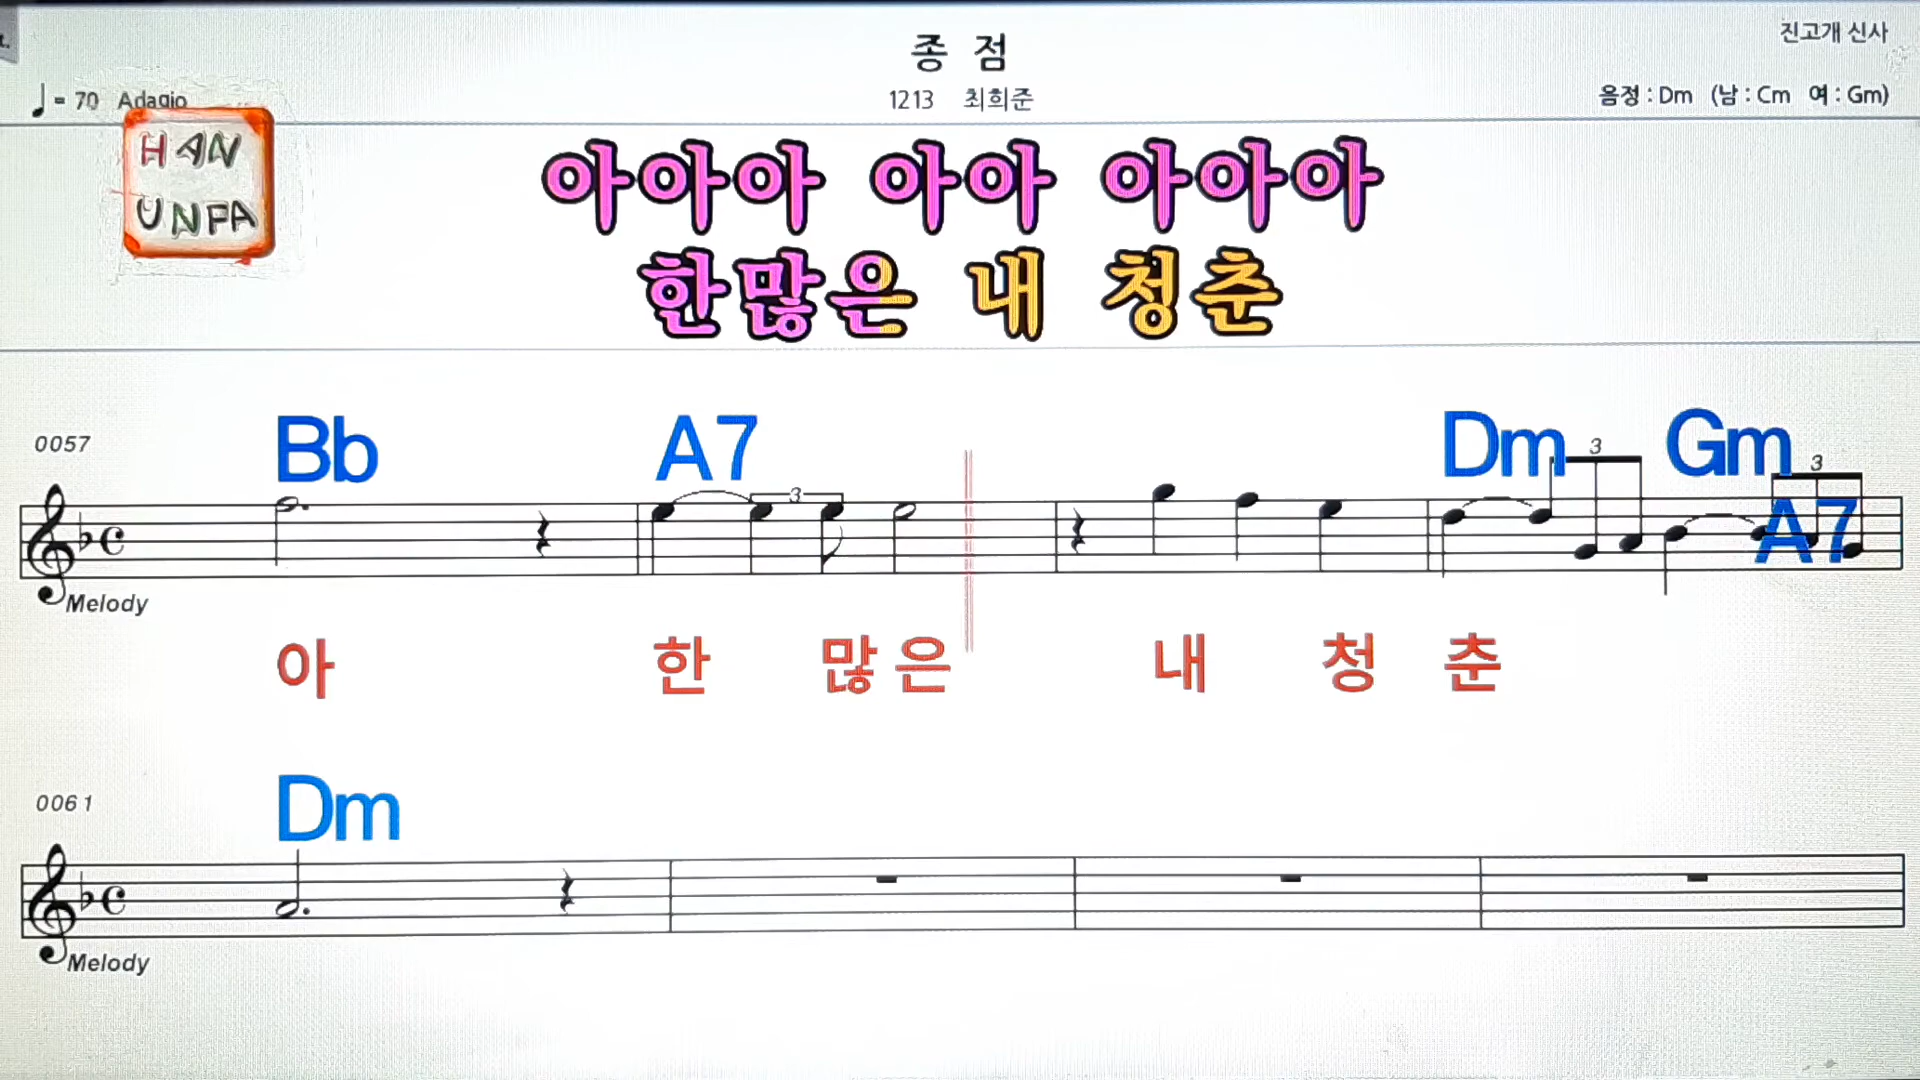 진고개 신사
종 점
♩= 70 Adagio
1213 최희준
음정 : Dm (남 : Cm 여 : Gm)
HAN
UNFA
아아아 아아 아아아
한많은 내 청춘
0057
Bb A7 Dm Gm
3 3 3
A7
Melody
아 한 많은 내 청 춘
0061
Dm
Melody